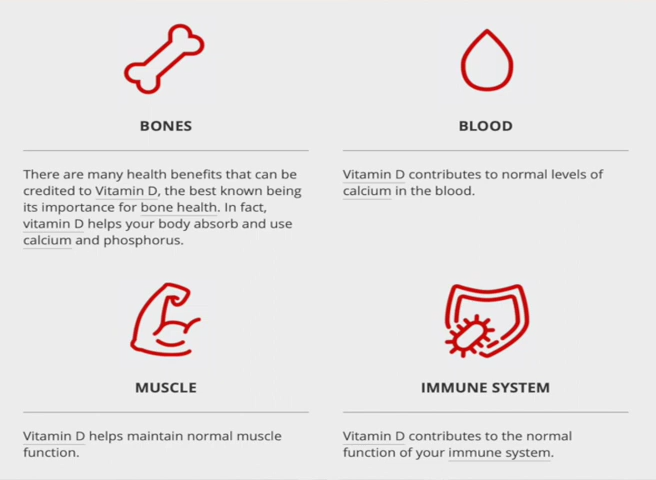 BONES
There are many health benefits that can be
credited to Vitamin D, the best known being
its importance for bone health. In fact,
vitamin D helps your body absorb and use
calcium and phosphorus.
BLOOD
Vitamin D contributes to normal levels of
calcium in the blood.
MUSCLE
Vitamin D helps maintain normal muscle
function.
IMMUNE SYSTEM
Vitamin D contributes to the normal
function of your immune system.